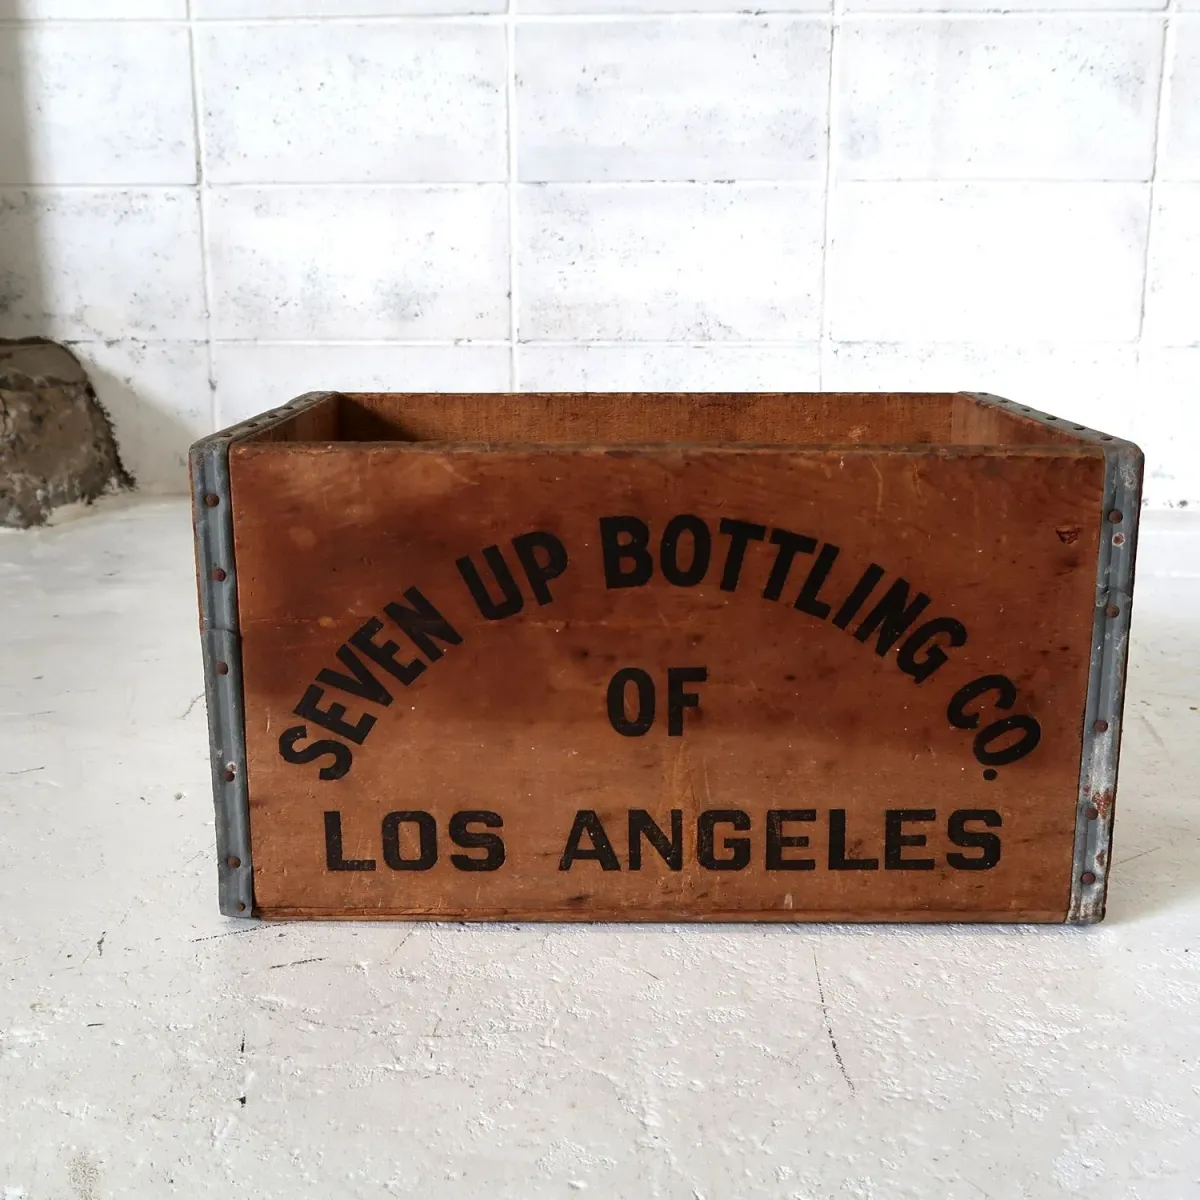 SEVEN UP BOTTLING CO.
OF
LOS ANGELES